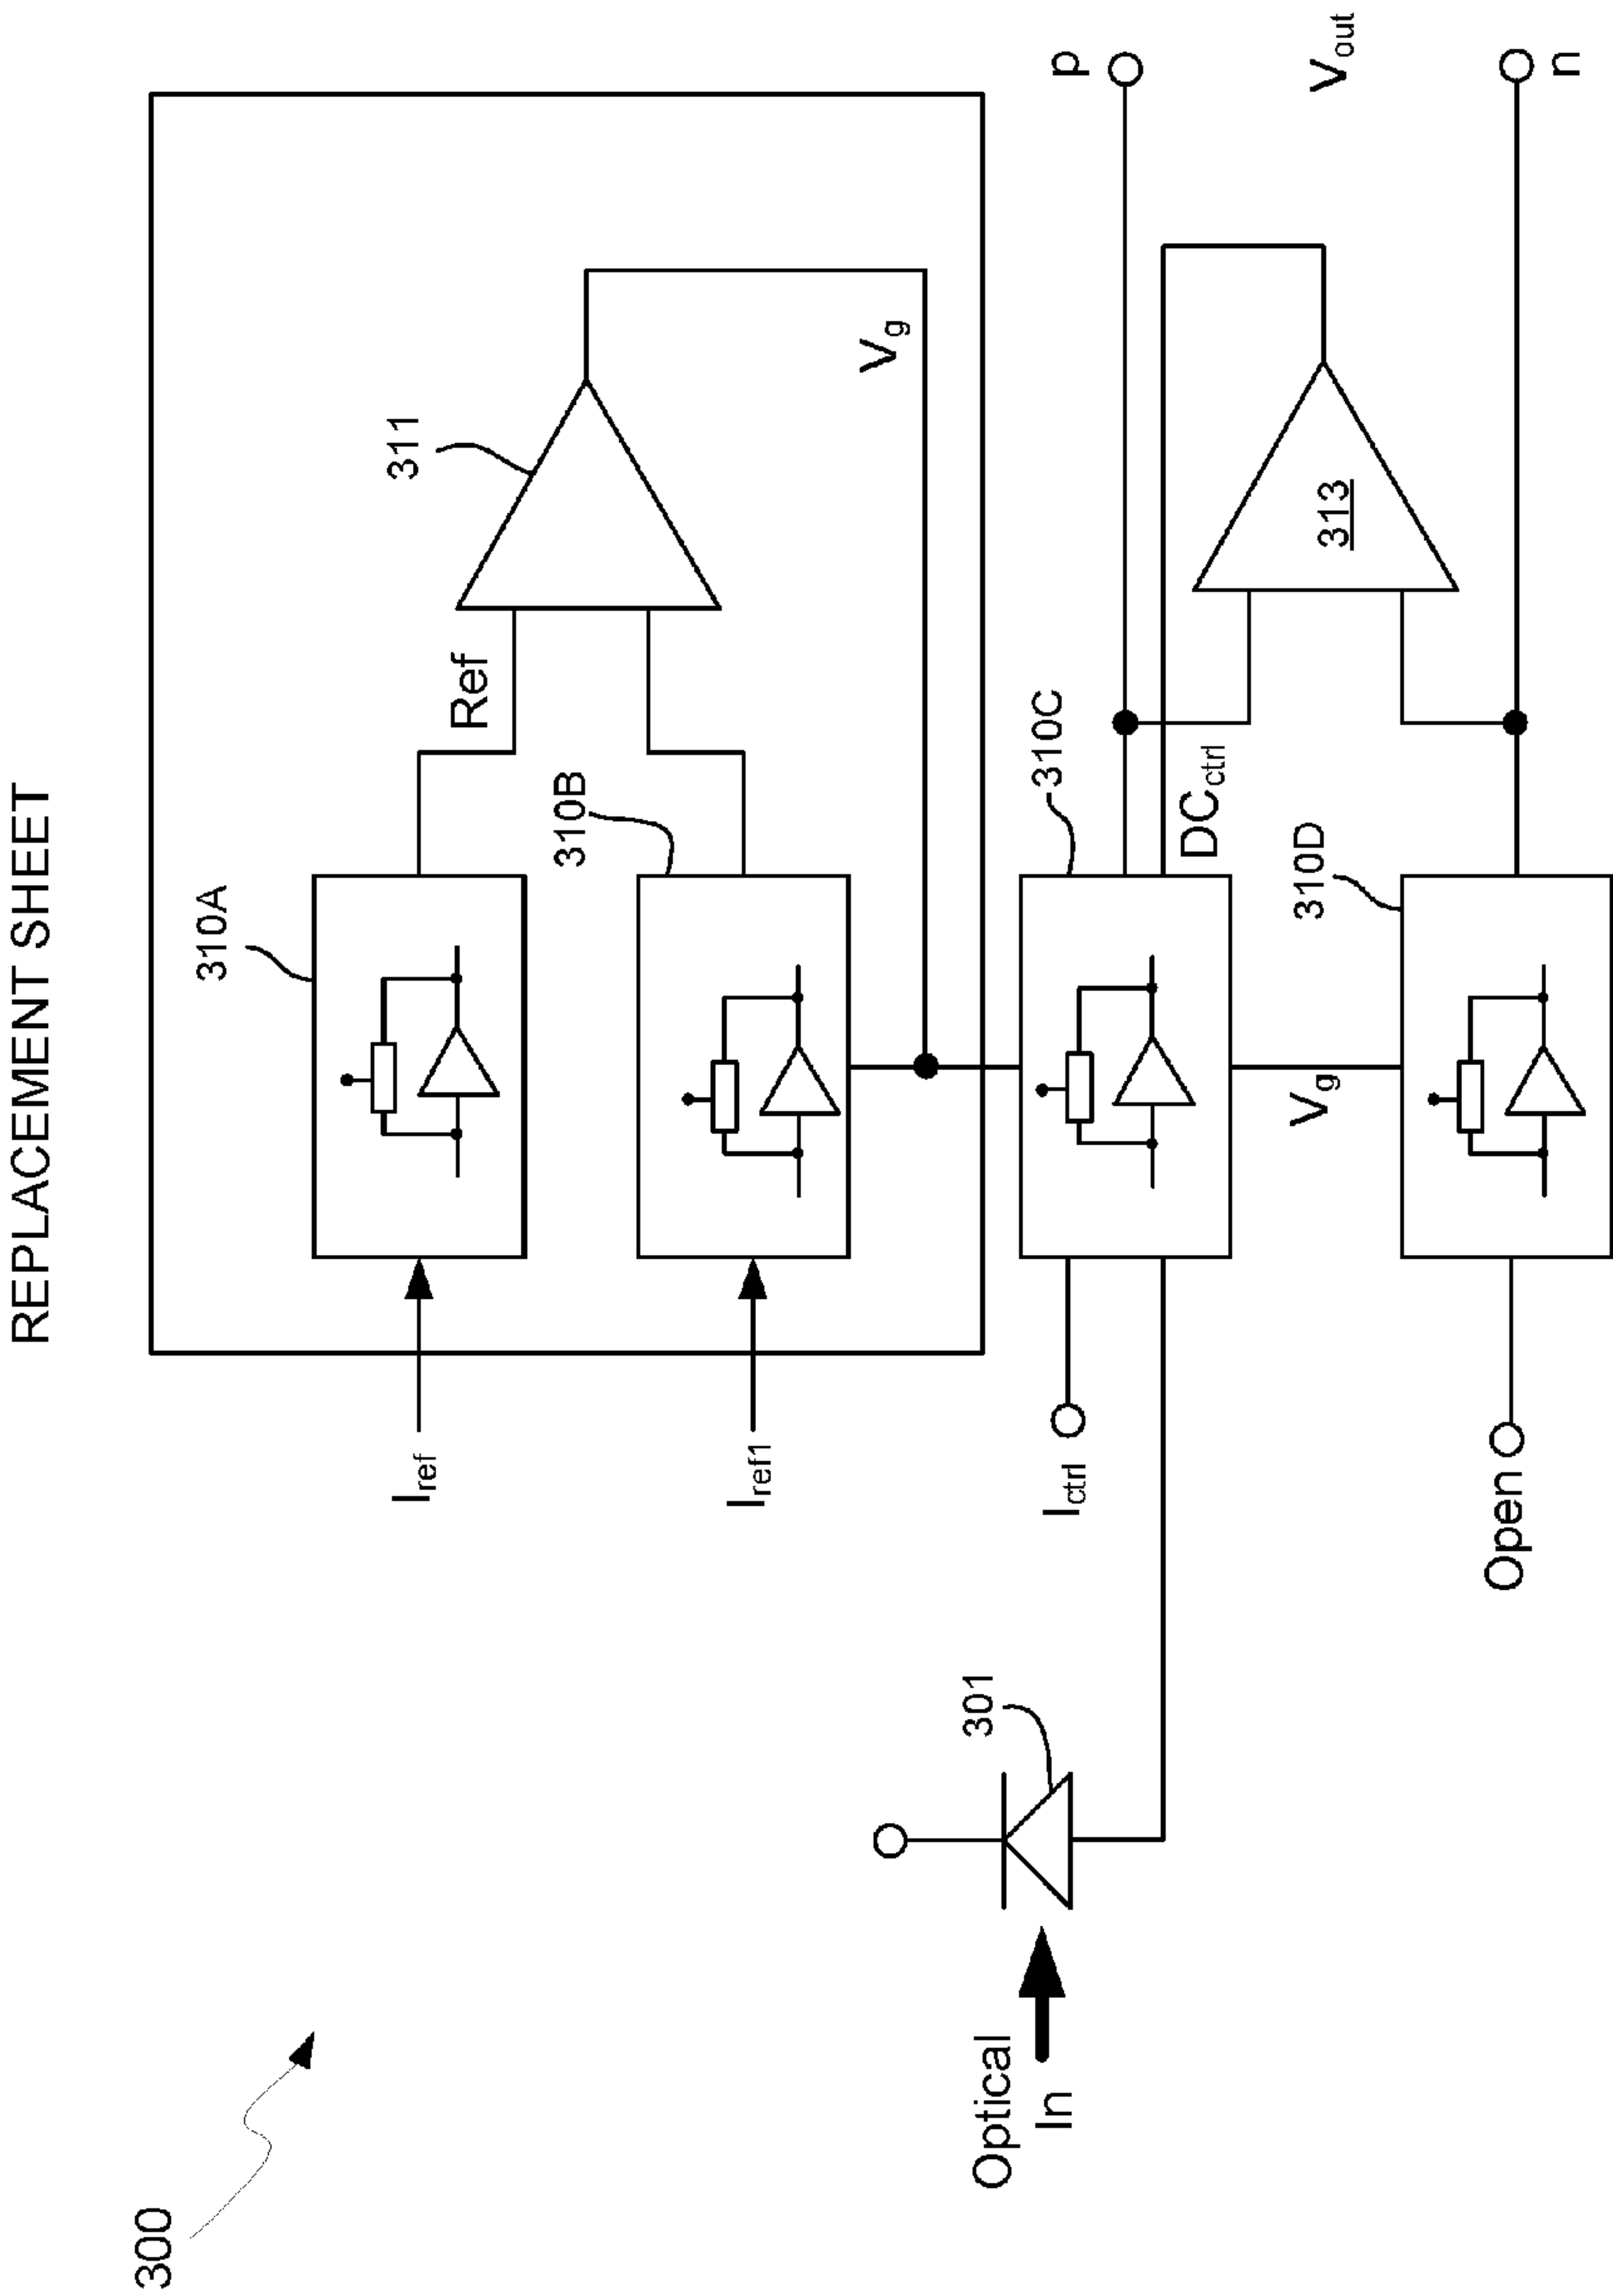 REPLACEMENT SHEET
300
310A
311
Iref
Ref
310B
Iref1
Vg
310C
p
Ictrl
DCctrl
301
Optical
In
313
Vout
Vg
310D
Open
n